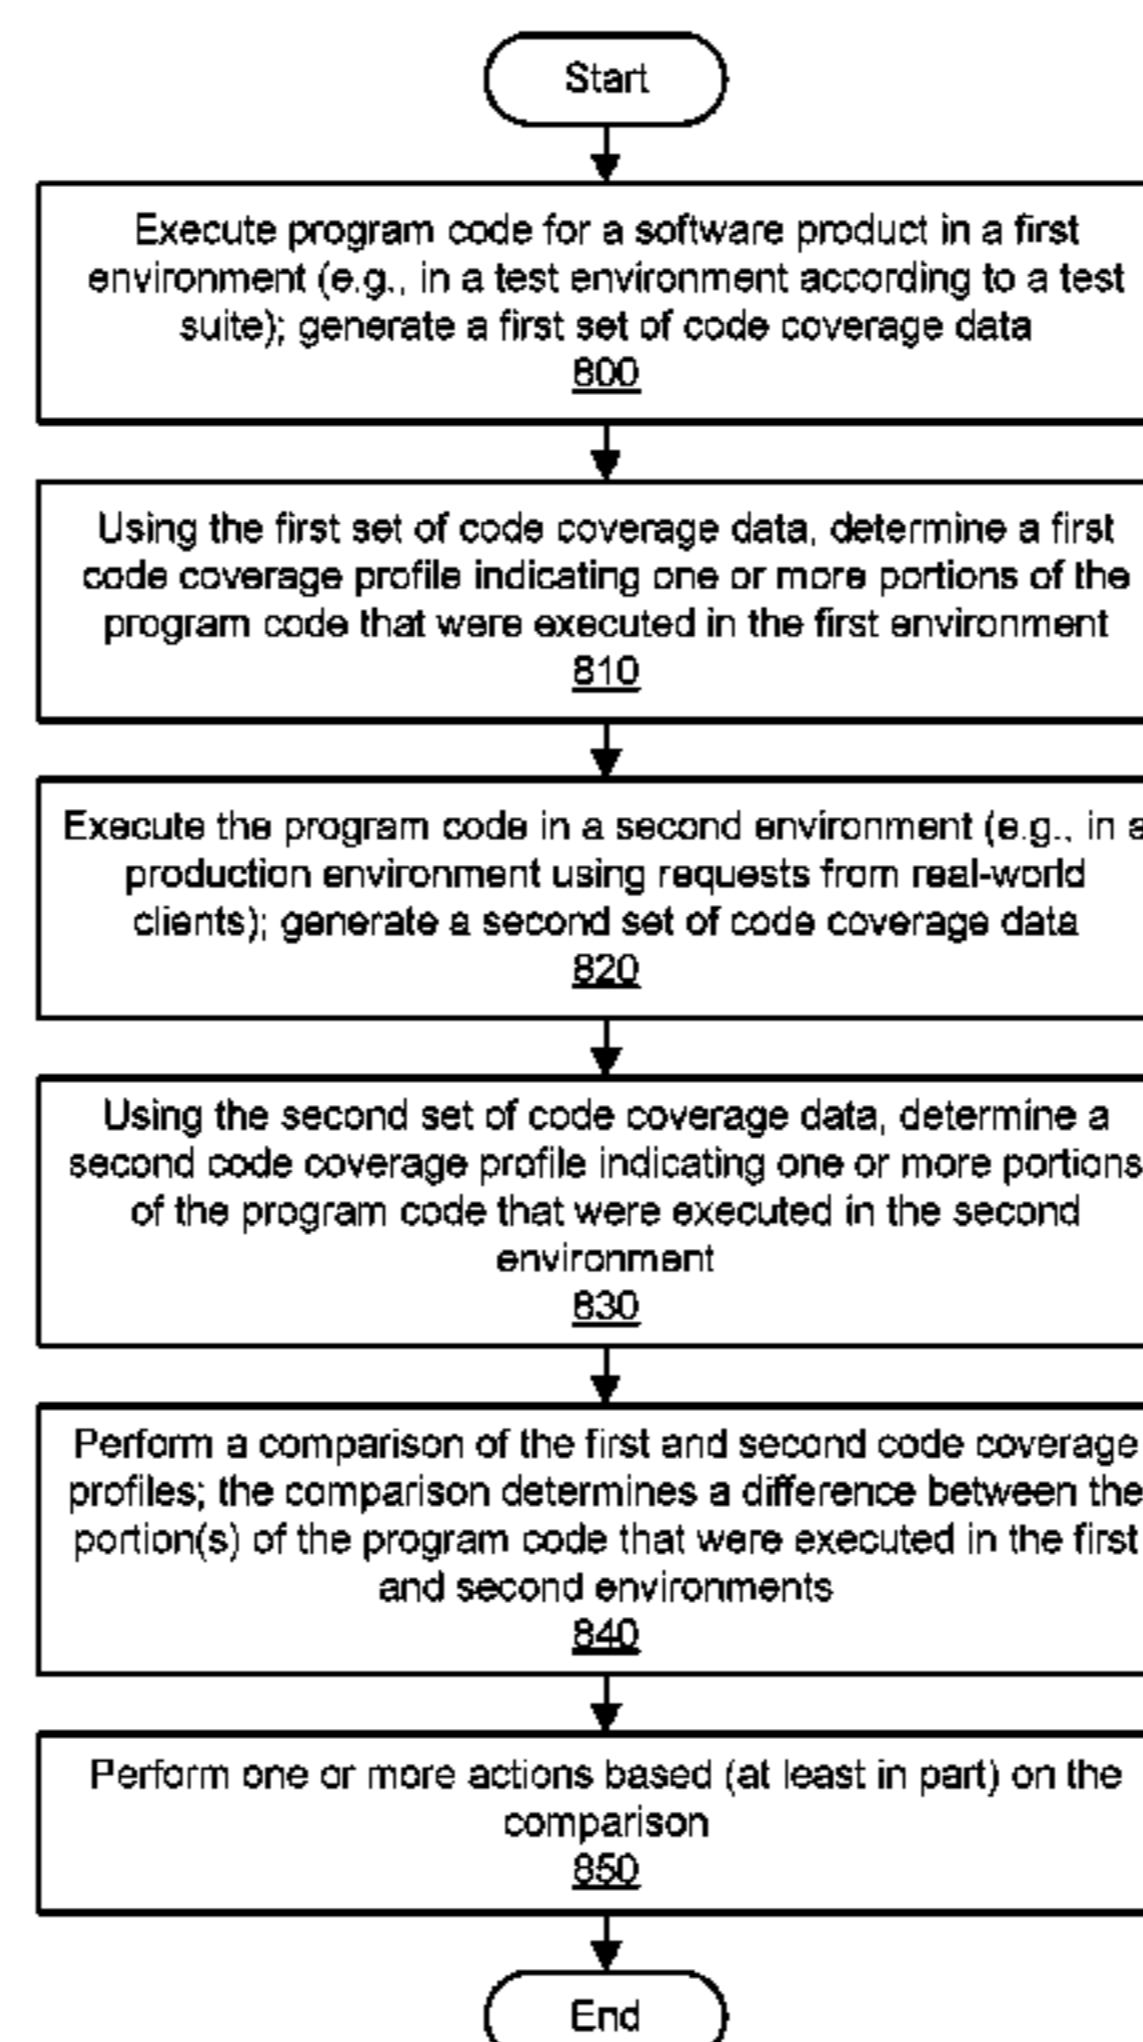 Start
Execute program code for a software product in a first
environment (e.g., in a test environment according to a test
suite); generate a first set of code coverage data
800
Using the first set of code coverage data, determine a first
code coverage profile indicating one or more portions of the
program code that were executed in the first environment
810
Execute the program code in a second environment (e.g., in a
production environment using requests from real-world
clients); generate a second set of code coverage data
820
Using the second set of code coverage data, determine a
second code coverage profile indicating one or more portions
of the program code that were executed in the second
environment
830
Perform a comparison of the first and second code coverage
profiles; the comparison determines a difference between the
portion(s) of the program code that were executed in the first
and second environments
840
Perform one or more actions based (at least in part) on the
comparison
850
End